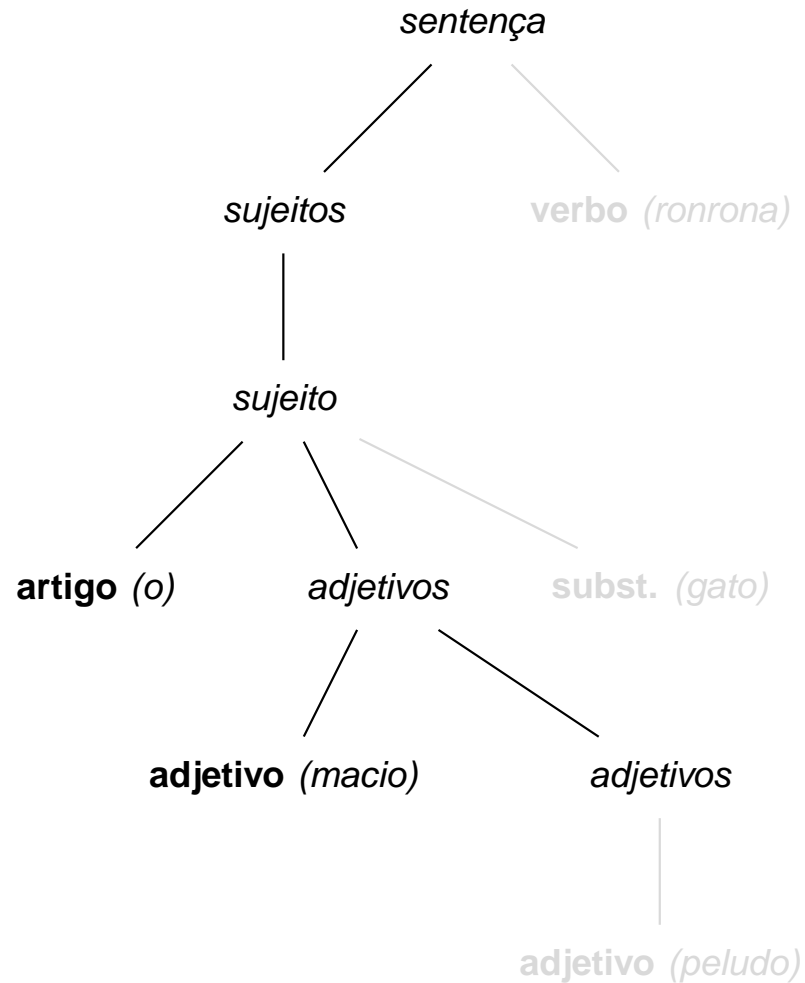 sentença
sujeitos verbo (ronrona)
sujeito
artigo (o) adjetivos subst. (gato)
adjetivo (macio) adjetivos
adjetivo (peludo)